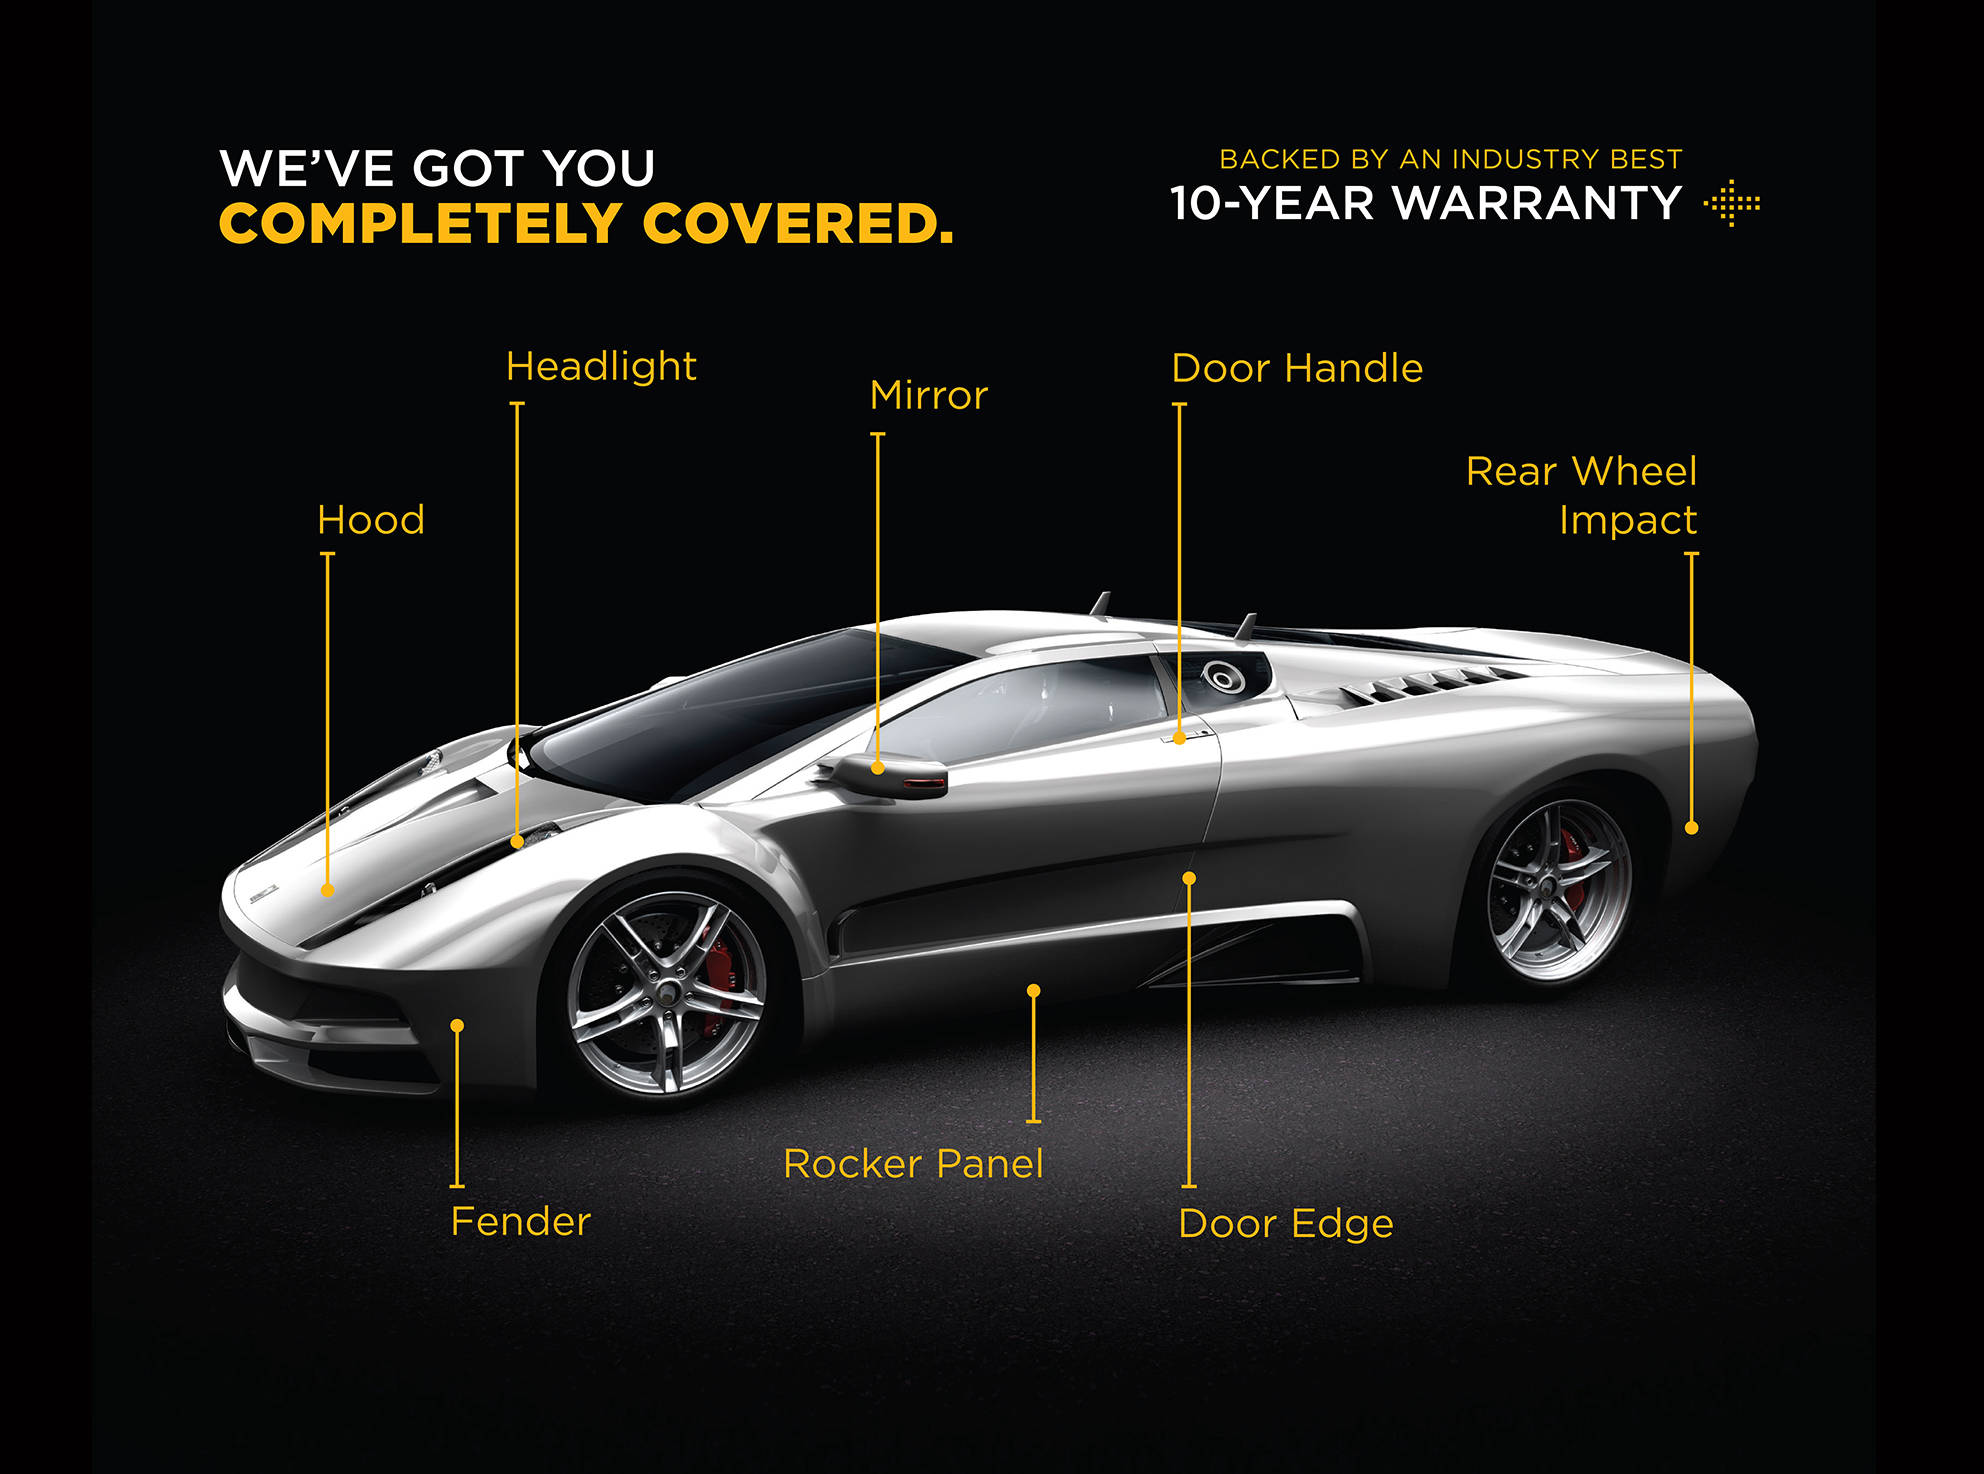 WE'VE GOT YOU
COMPLETELY COVERED.
BACKED BY AN INDUSTRY BEST
10-YEAR WARRANTY
Headlight
Mirror
Door Handle
Rear Wheel
Impact
Hood
Rocker Panel
Fender
Door Edge